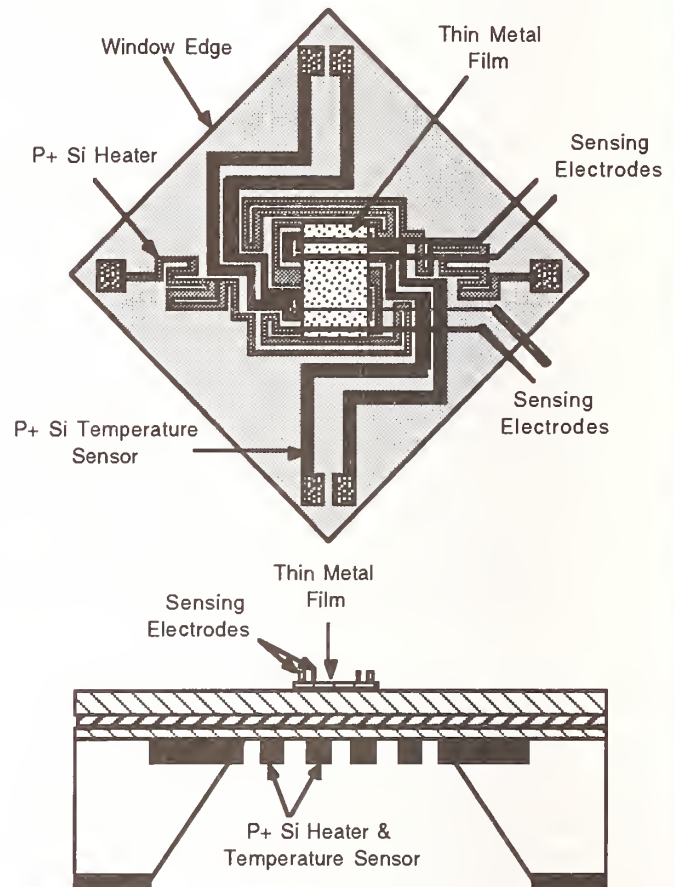 Thin Metal
Film
Window Edge
P+ Si Heater
Sensing
Electrodes
Sensing
Electrodes
P+ Si Temperature
Sensor
Thin Metal
Film
Sensing
Electrodes
P+ Si Heater &
Temperature Sensor